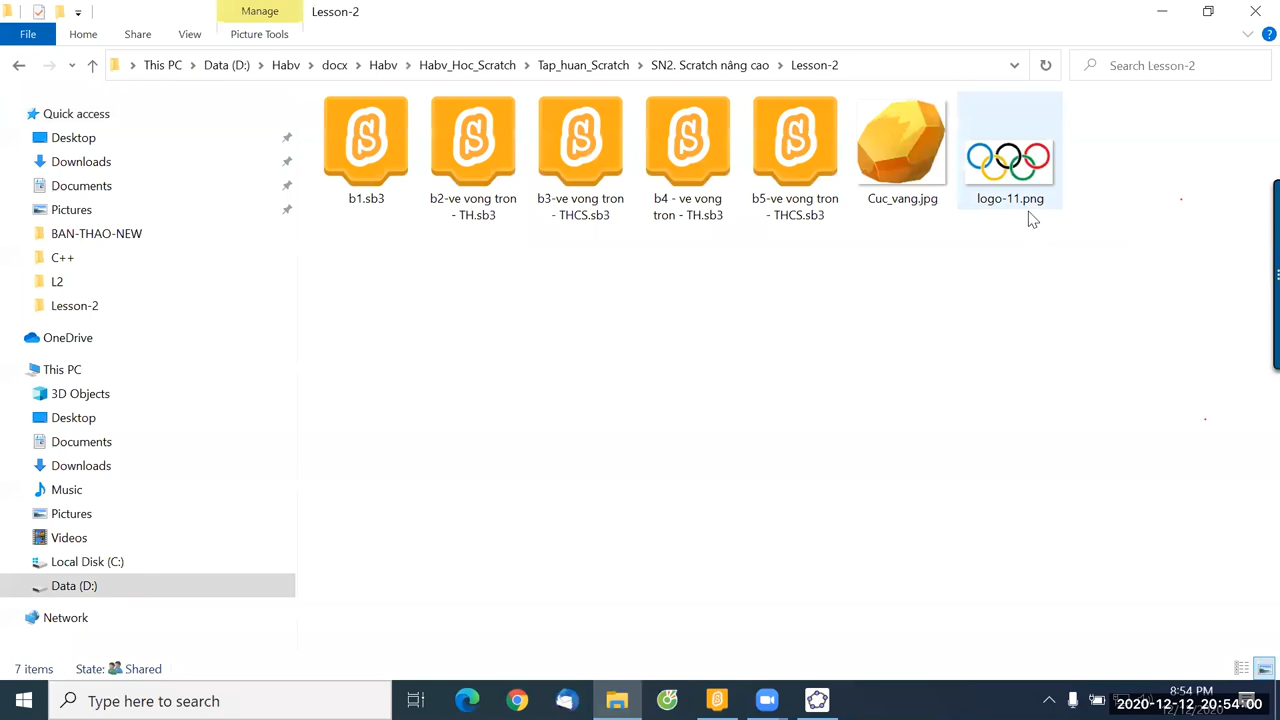 Manage
Lesson-2
File
Home
Share
View
Picture Tools
This PC
Data (D:)
Habv
docx
Habv
Habv_Hoc_Scratch
Tap_huan_Scratch
SN2. Scratch nâng cao
Lesson-2
Search Lesson-2
Quick access
Desktop
Downloads
Documents
Pictures
BAN-THAO-NEW
C++
L2
Lesson-2
OneDrive
This PC
3D Objects
Desktop
Documents
Downloads
Music
Pictures
Videos
Local Disk (C:)
Data (D:)
Network
b1.sb3
b2-ve vong tron
- TH.sb3
b3-ve vong tron
- THCS.sb3
b4 - ve vong
tron - TH.sb3
b5-ve vong tron
- THCS.sb3
Cuc_vang.jpg
logo-11.png
7 items
State:
Shared
Type here to search
8:54 PM
2020-12-12 20:54:00
12/12/2020